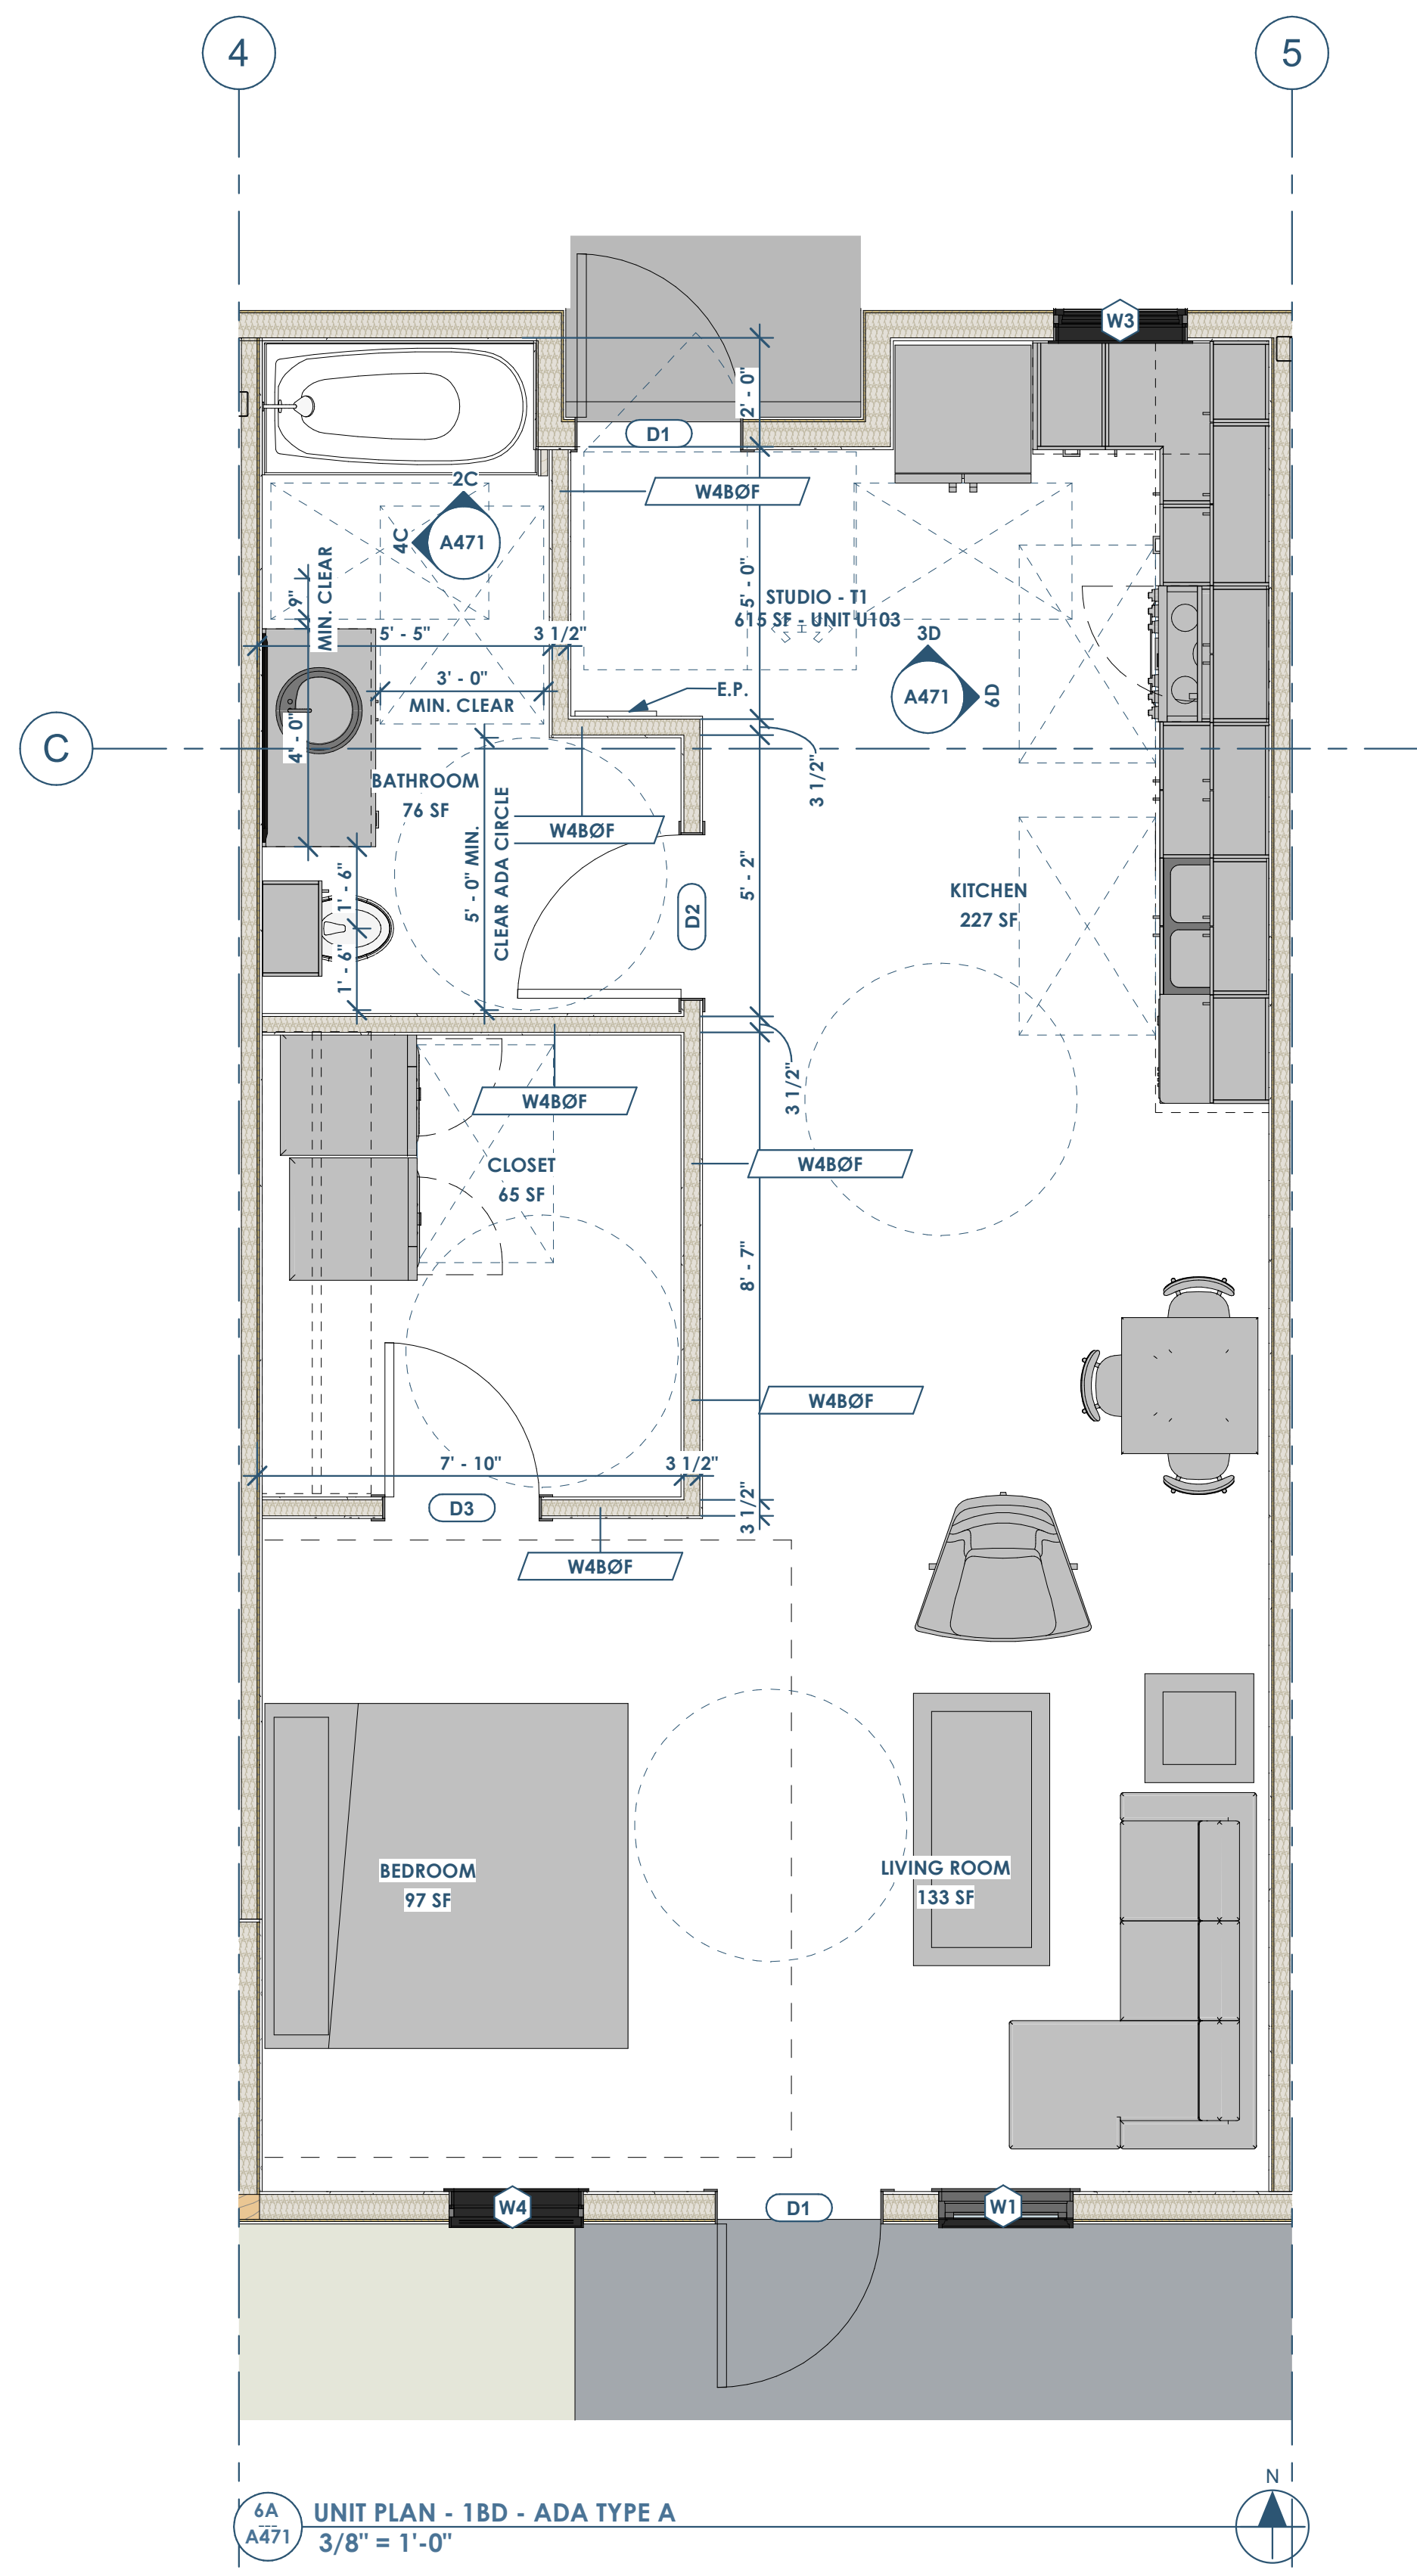 4
5
W3
2' - 0"
D1
W4BØF
2C
4C
A471
9"
MIN. CLEAR
5' - 0"
STUDIO - T1
615 SF - UNIT U103
5' - 5"
3 1/2"
3D
A471
6D
3' - 0"
MIN. CLEAR
E.P.
C
4' - 0"
3 1/2"
BATHROOM
76 SF
W4BØF
5' - 0" MIN.
CLEAR ADA CIRCLE
1' - 6"
1' - 6"
D2
5' - 2"
KITCHEN
227 SF
3 1/2"
W4BØF
W4BØF
CLOSET
65 SF
8' - 7"
W4BØF
7' - 10"
3 1/2"
3 1/2"
D3
W4BØF
BEDROOM
97 SF
LIVING ROOM
133 SF
W4
D1
W1
N
6A
---
A471
UNIT PLAN - 1BD - ADA TYPE A
3/8" = 1'-0"